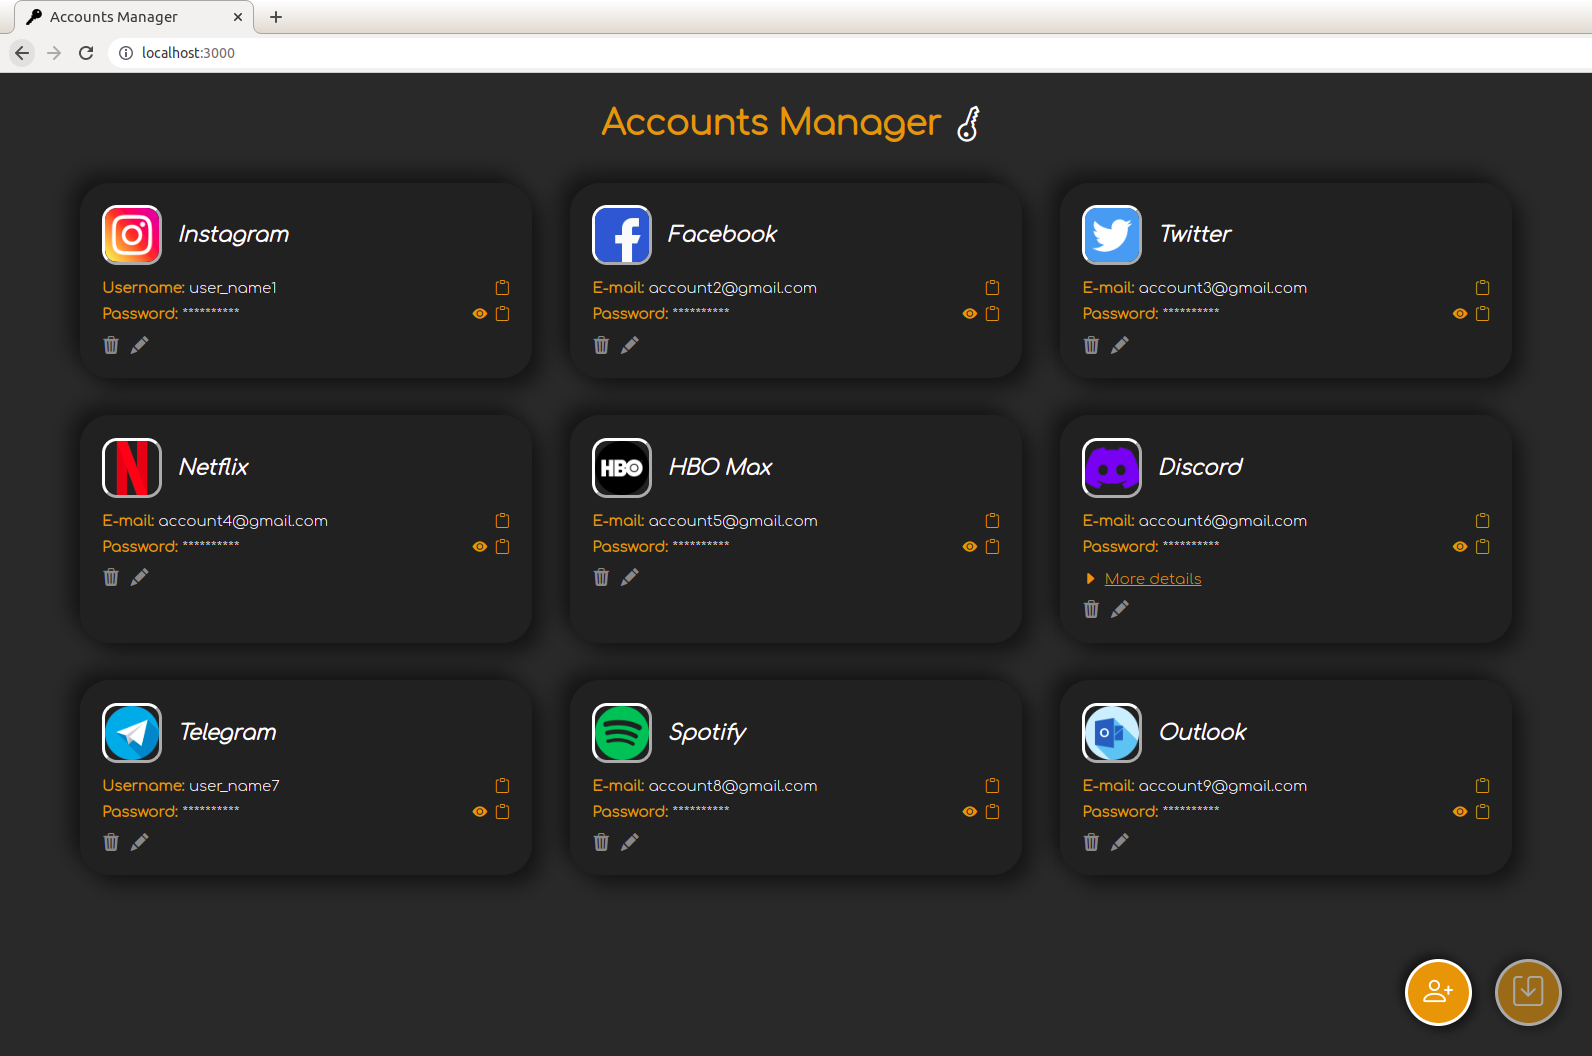 Accounts Manager
localhost:3000
Accounts Manager
Instagram
Username: user_name1
Password: **********
Facebook
E-mail: account2@gmail.com
Password: **********
Twitter
E-mail: account3@gmail.com
Password: **********
Netflix
E-mail: account4@gmail.com
Password: **********
HBO
HBO Max
E-mail: account5@gmail.com
Password: **********
Discord
E-mail: account6@gmail.com
Password: **********
More details
Telegram
Username: user_name7
Password: **********
Spotify
E-mail: account8@gmail.com
Password: **********
Outlook
E-mail: account9@gmail.com
Password: **********